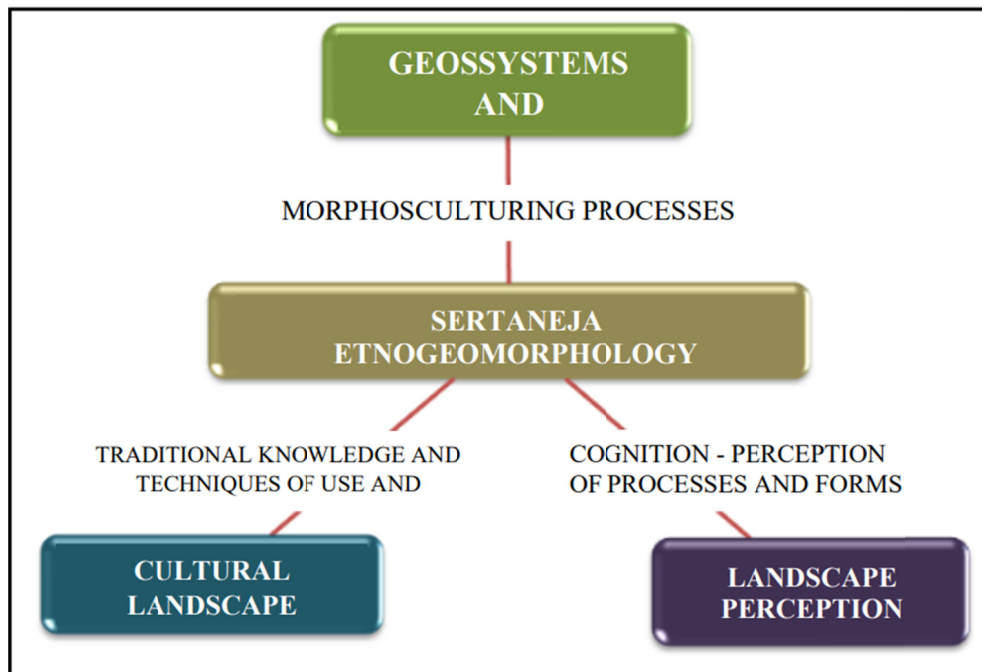 GEOSSYSTEMS
AND
MORPHOSCULTURING PROCESSES
SERTANEJA
ETNOGEOMORPHOLOGY
TRADITIONAL KNOWLEDGE AND
TECHNIQUES OF USE AND
COGNITION - PERCEPTION
OF PROCESSES AND FORMS
CULTURAL
LANDSCAPE
LANDSCAPE
PERCEPTION